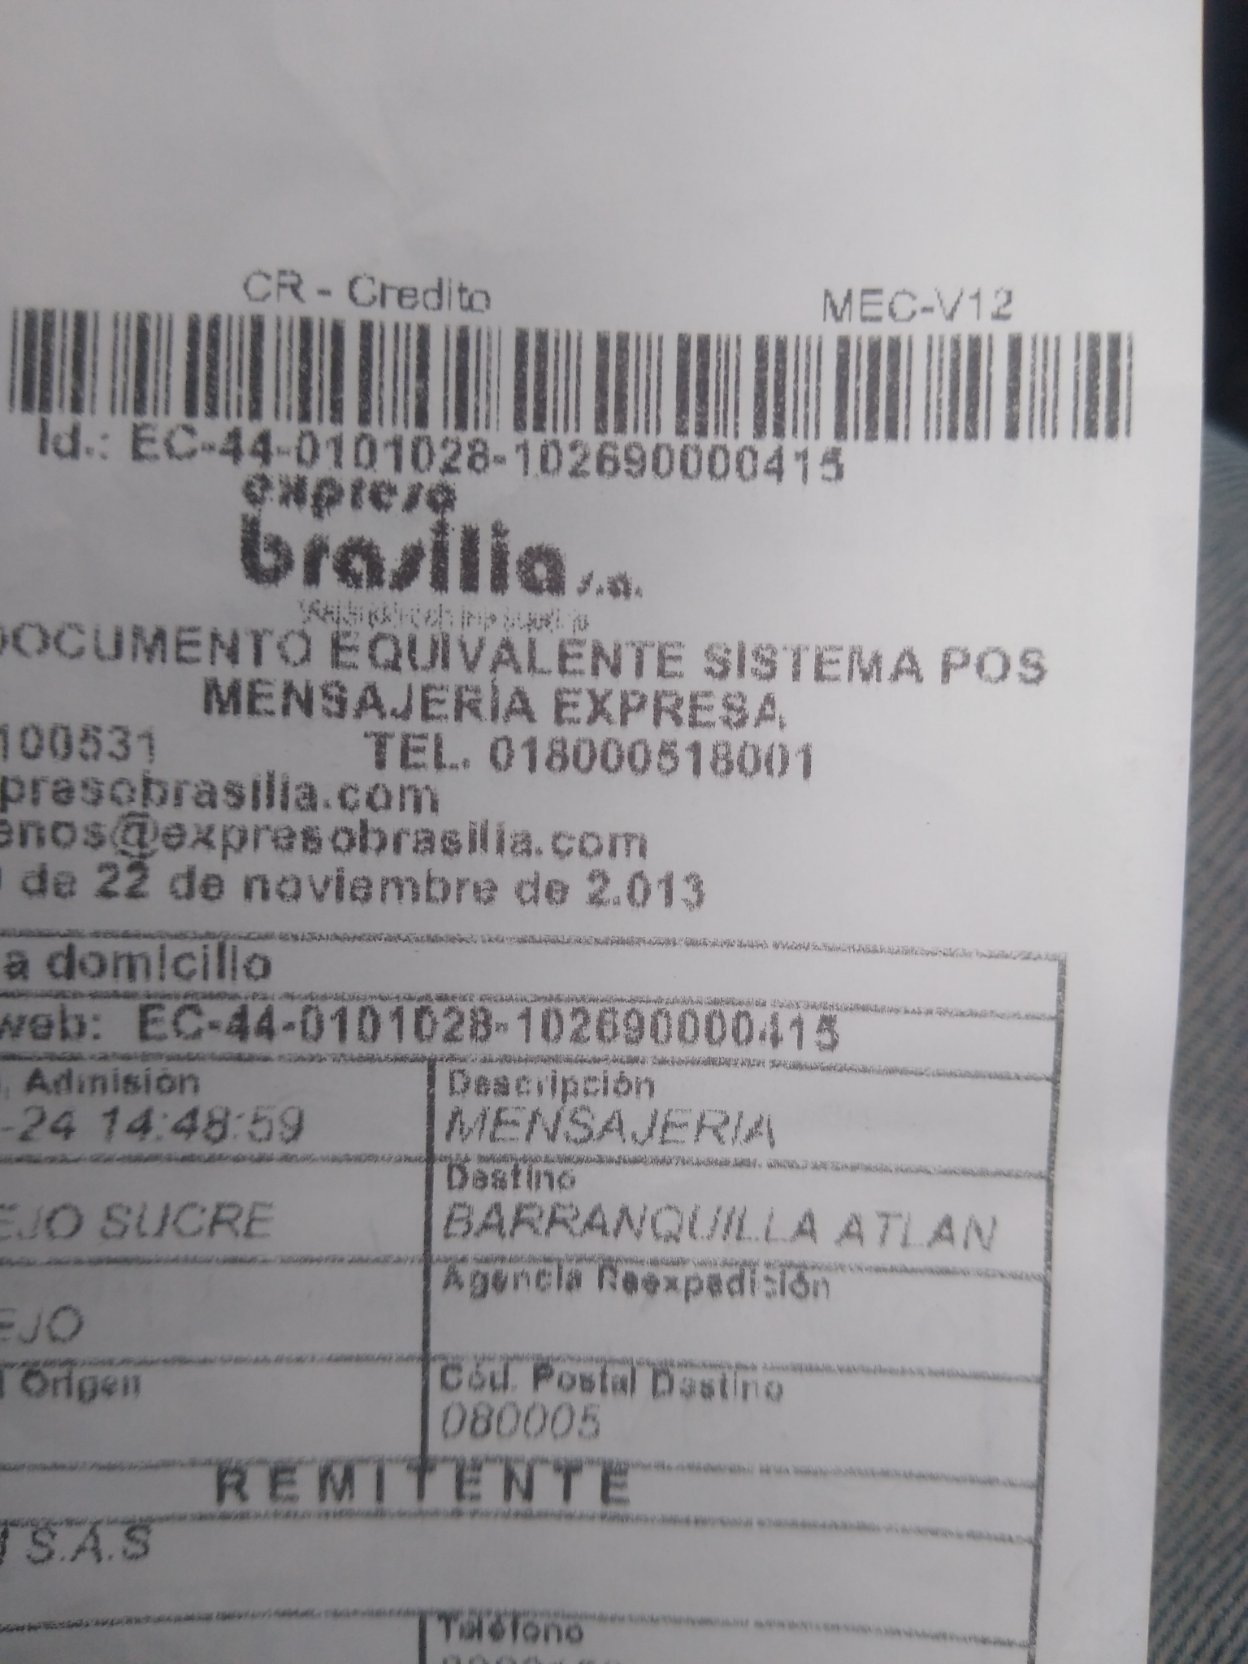 CR - Credito MEC-V12
Id.: EC-44-0101028-102690000415
expreso
brasilia s.a.
DOCUMENTO EQUIVALENTE SISTEMA POS
MENSAJERÍA EXPRESA
100531 TEL. 018000518001
presobrasilia.com
enos@expresobrasilia.com
de 22 de noviembre de 2.013
a domicilio
web: EC-44-0101028-102690000415
Admisión Descripción
-24 14:48:59 MENSAJERIA
Destino
EJO SUCRE BARRANQUILLA ATLAN
Agencia Reexpedición
EJO
Origen Cód. Postal Destino
080005
REMITENTE
S.A.S
Teléfono